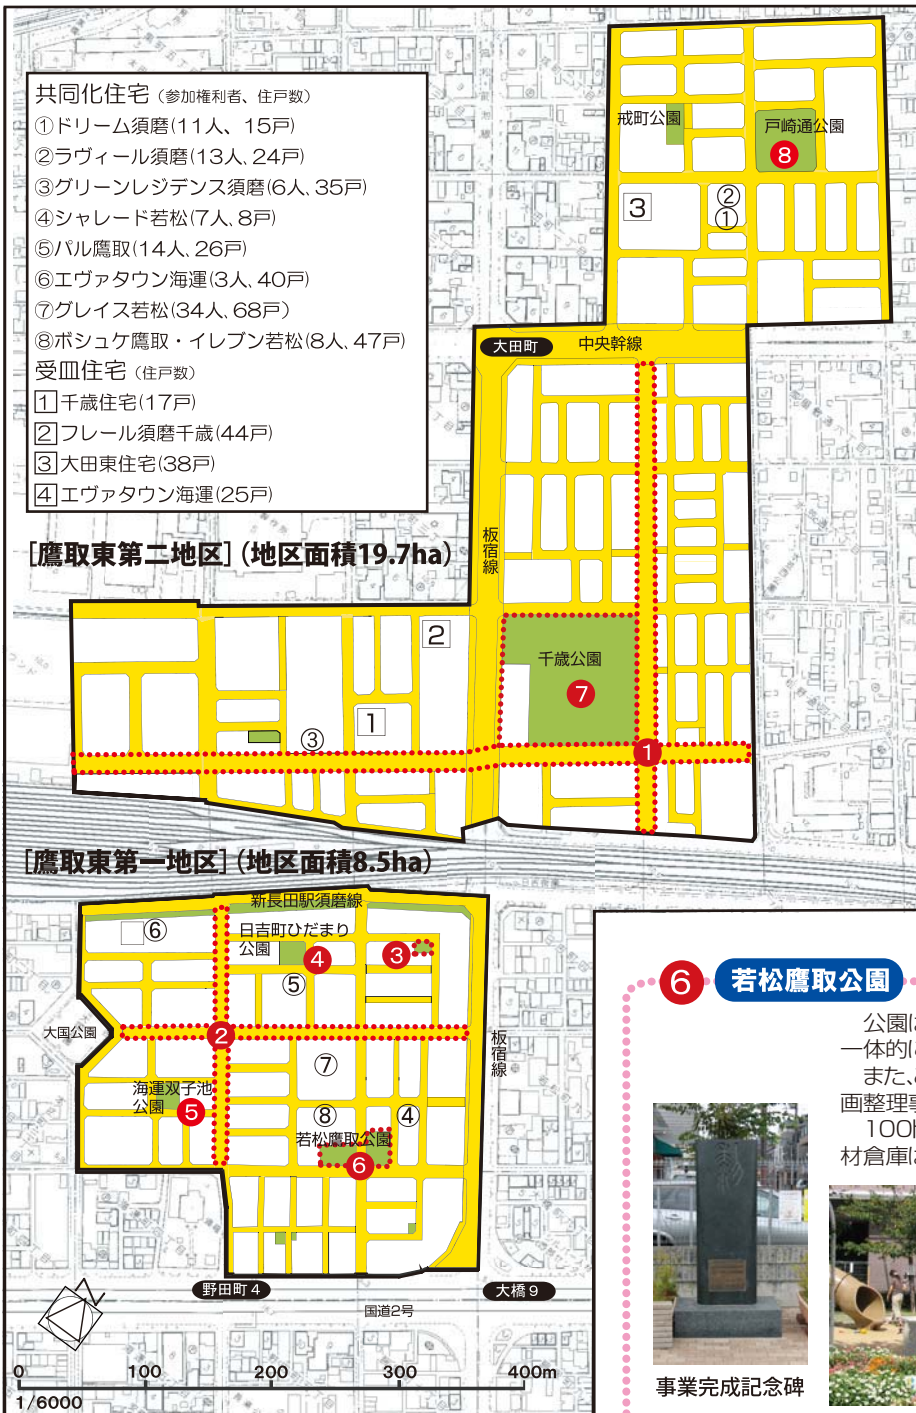 共同化住宅（参加権利者、住戸数）
①ドリーム須磨(11人、15戸)
②ラヴィール須磨(13人、24戸)
③グリーンレジデンス須磨(6人、35戸)
④シャレード若松(7人、8戸)
⑤パル鷹取(14人、26戸)
⑥エヴァタウン海運(3人、40戸)
⑦グレイス若松(34人、68戸)
⑧ボシュケ鷹取・イレブン若松(8人、47戸)
受皿住宅（住戸数）
1 千歳住宅(17戸)
2 フレール須磨千歳(44戸)
3 大田東住宅(38戸)
4 エヴァタウン海運(25戸)
戒町公園
戸崎通公園
8
3
②
①
大田町
中央幹線
板宿線
［鷹取東第二地区］（地区面積19.7ha）
2
千歳公園
7
1
③
1
［鷹取東第一地区］（地区面積8.5ha）
新長田駅須磨線
⑥
日吉町ひだまり
公園
4
3
⑤
大国公園
2
板宿線
⑦
海運双子池
公園
5
⑧
④
若松鷹取公園
6
野田町4
大橋9
国道2号
N
0 100 200 300 400m
1/6000
6 若松鷹取公園
公園は
一体的に
また、
画整理事
100
材倉庫は
事業完成記念碑